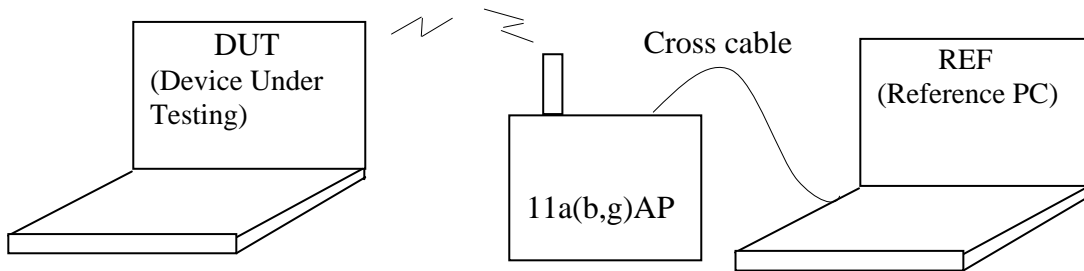 DUT
(Device Under
Testing)
Cross cable
REF
(Reference PC)
11a(b,g)AP